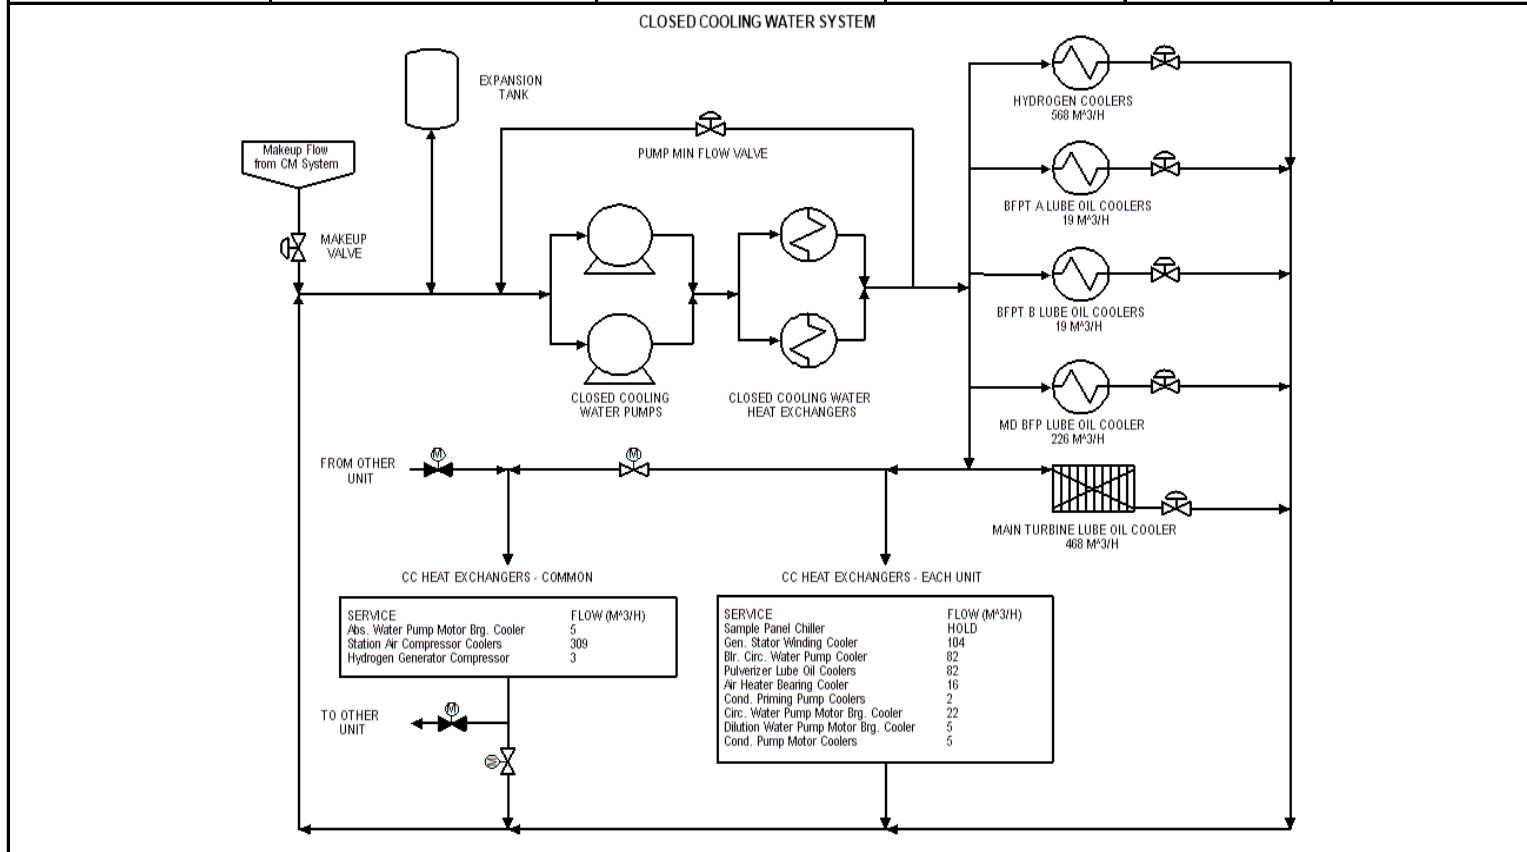 CLOSED COOLING WATER SYSTEM
EXPANSION
TANK
Makeup Flow
from CM System
MAKEUP
VALVE
PUMP MIN FLOW VALVE
CLOSED COOLING
WATER PUMPS
CLOSED COOLING WATER
HEAT EXCHANGERS
HYDROGEN COOLERS
568 M^3/H
BFPT A LUBE OIL COOLERS
19 M^3/H
BFPT B LUBE OIL COOLERS
19 M^3/H
MD BFP LUBE OIL COOLER
226 M^3/H
MAIN TURBINE LUBE OIL COOLER
468 M^3/H
FROM OTHER
UNIT
M
M
CC HEAT EXCHANGERS - COMMON
SERVICE FLOW (M^3/H)
Abs. Water Pump Motor Brg. Cooler 5
Station Air Compressor Coolers 309
Hydrogen Generator Compressor 3
CC HEAT EXCHANGERS - EACH UNIT
SERVICE FLOW (M^3/H)
Sample Panel Chiller HOLD
Gen. Stator Winding Cooler 104
Blr. Circ. Water Pump Cooler 82
Pulverizer Lube Oil Coolers 82
Air Heater Bearing Cooler 16
Cond. Priming Pump Coolers 2
Circ. Water Pump Motor Brg. Cooler 22
Dilution Water Pump Motor Brg. Cooler 5
Cond. Pump Motor Coolers 5
TO OTHER
UNIT
M
M